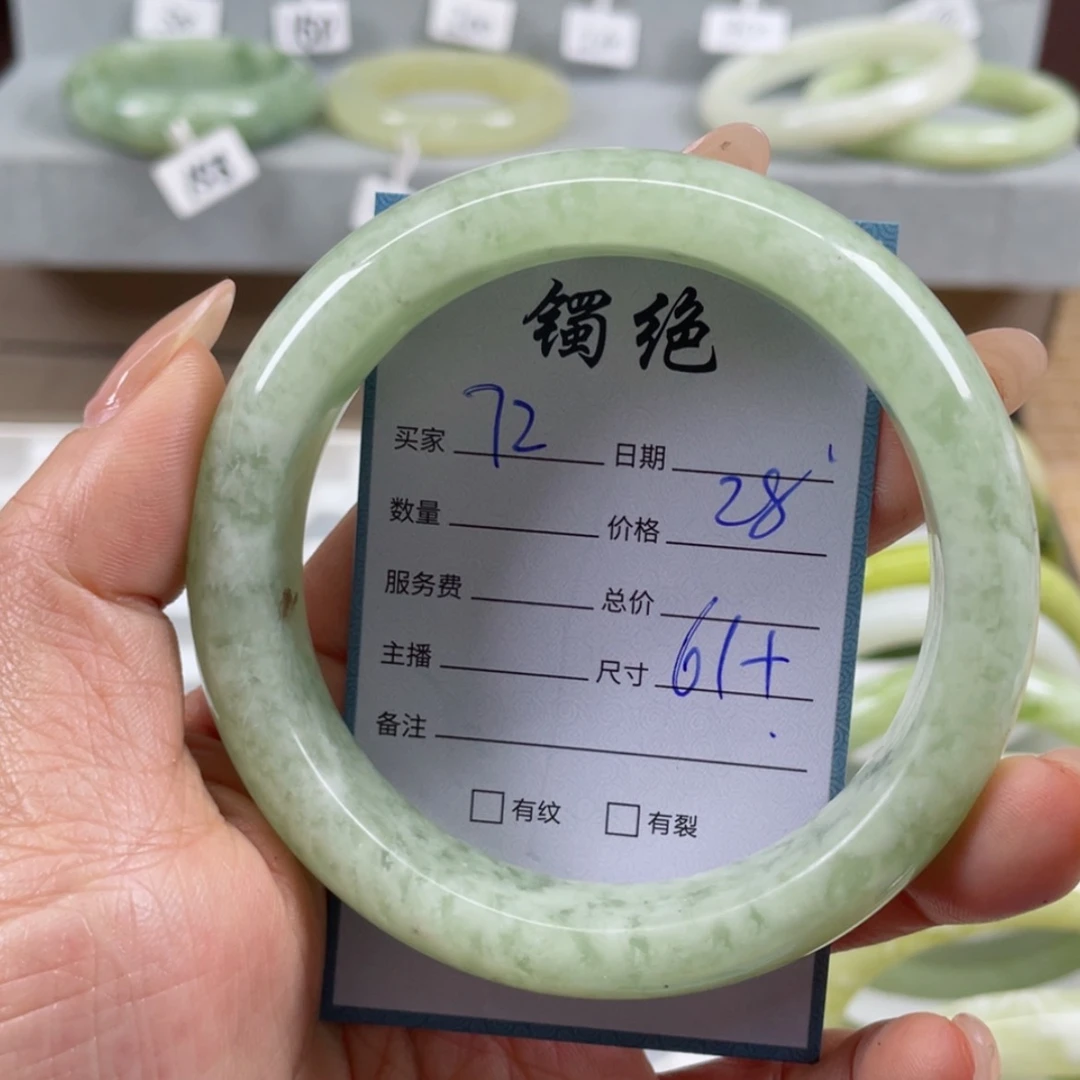 镯绝
买家 72 日期
数量 价格 28
服务费 总价
主播 尺寸 61+
备注
有纹 有裂